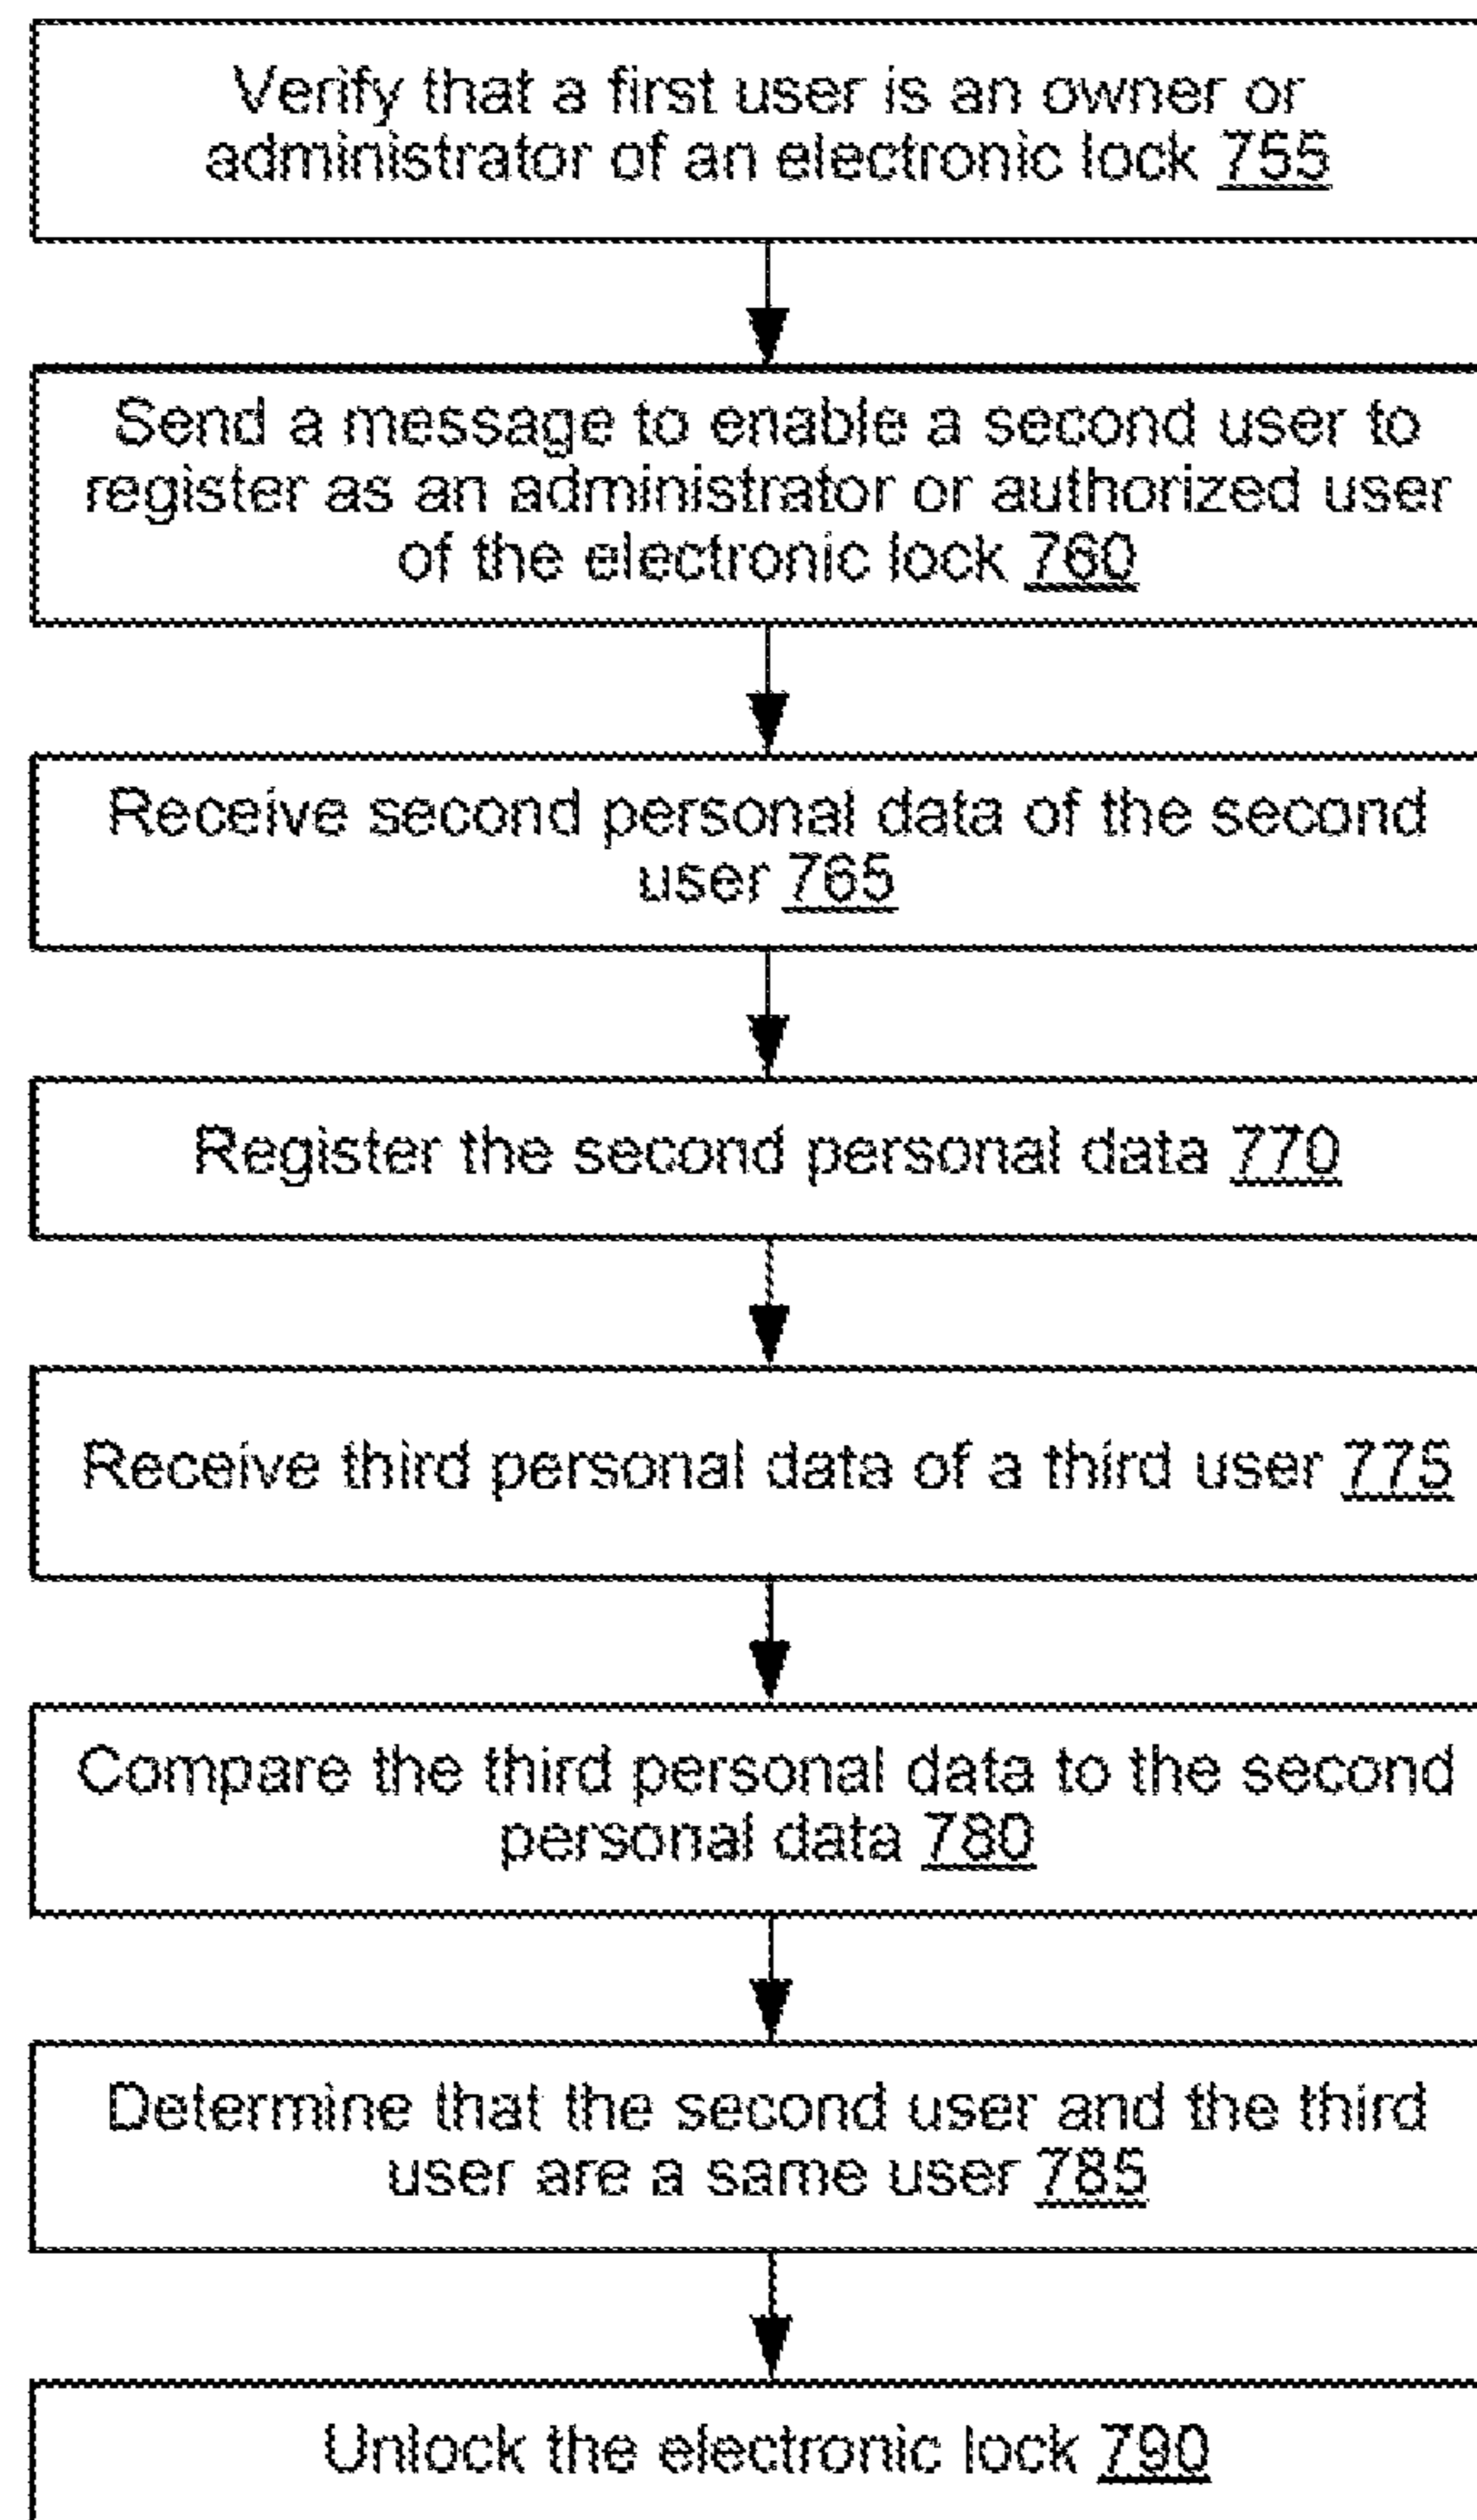 Verify that a first user is an owner or
administrator of an electronic lock 755
Send a message to enable a second user to
register as an administrator or authorized user
of the electronic lock 760
Receive second personal data of the second
user 765
Register the second personal data 770
Receive third personal data of a third user 775
Compare the third personal data to the second
personal data 780
Determine that the second user and the third
user are a same user 785
Unlock the electronic lock 790